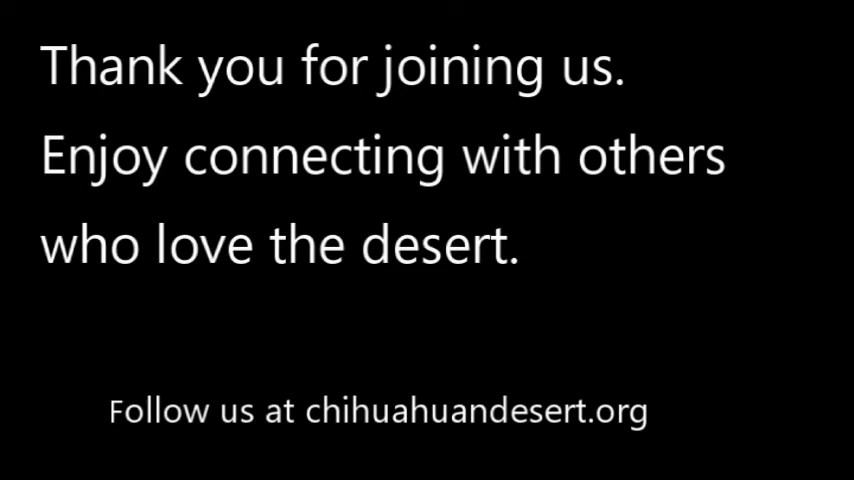 Thank you for joining us.
Enjoy connecting with others
who love the desert.
Follow us at chihuahuandesert.org